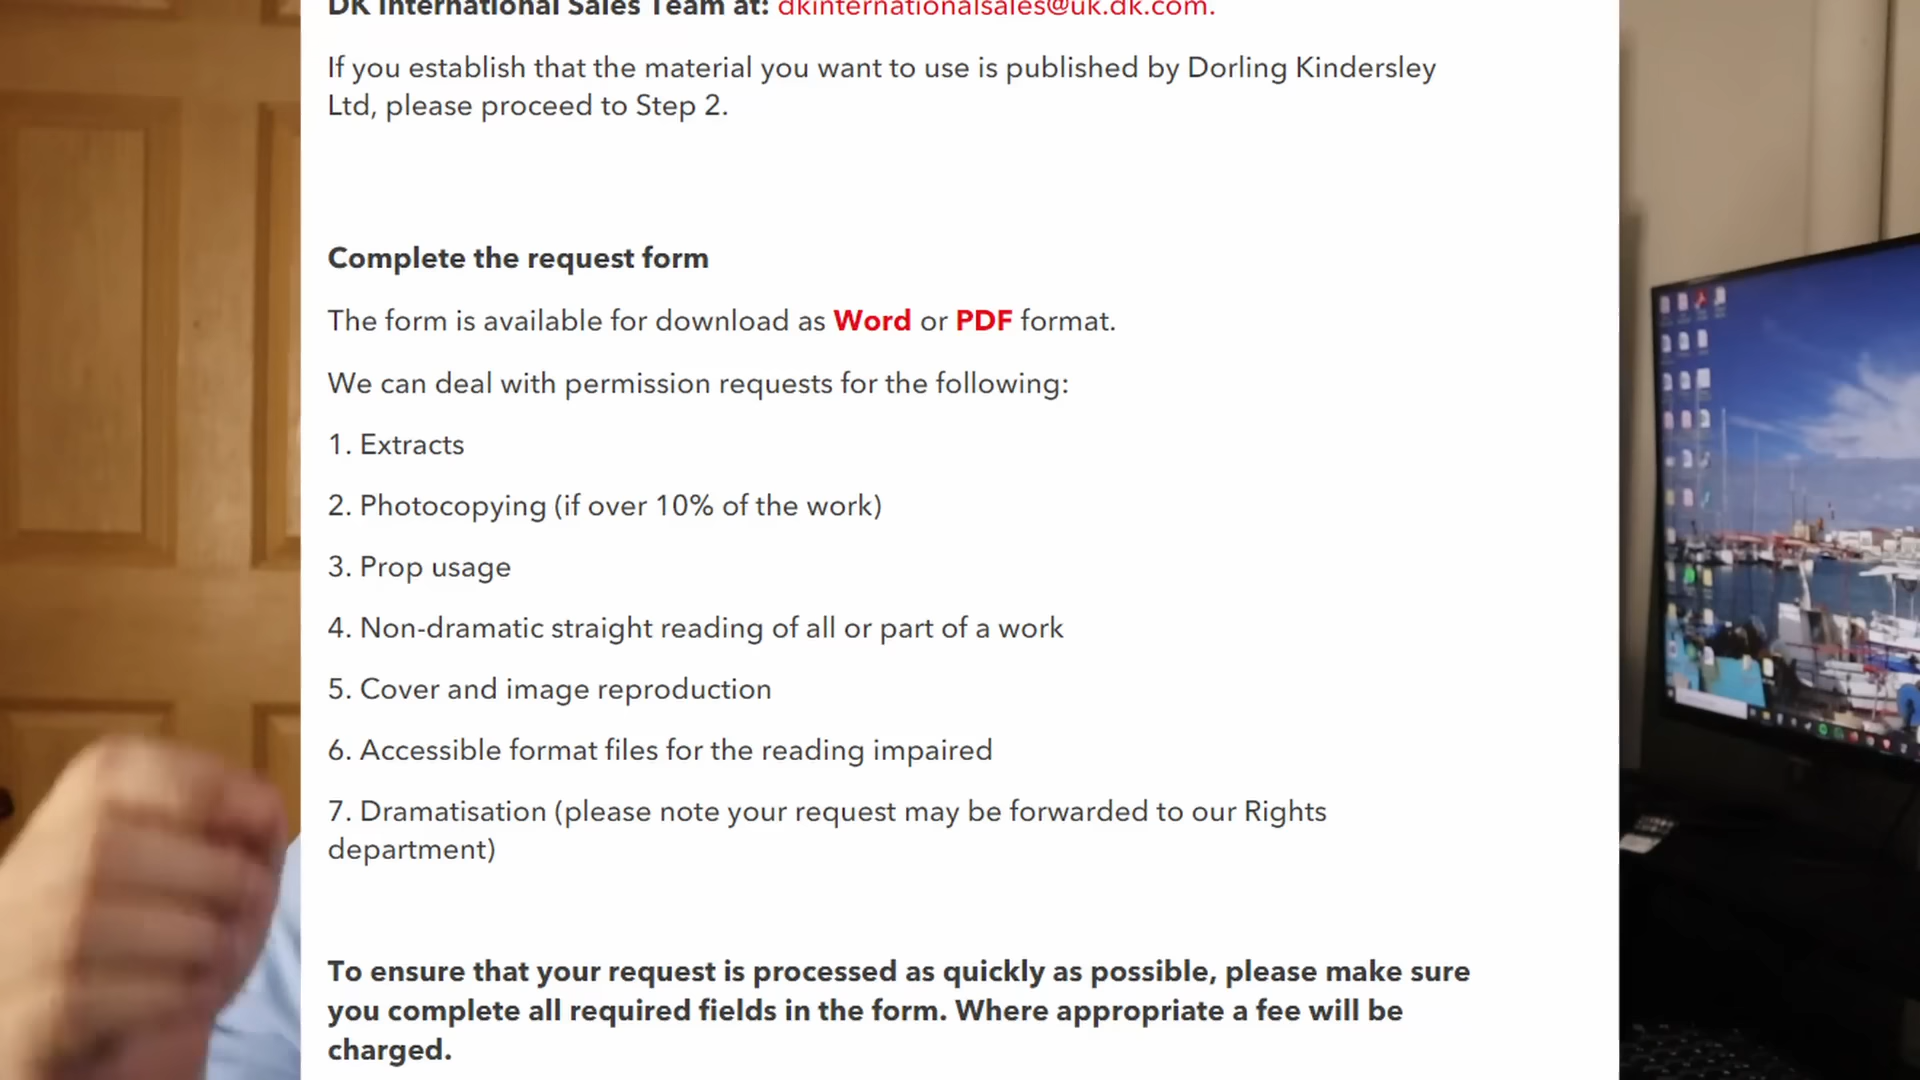 DK International Sales Team at: dkinternationalsales@uk.dk.com.
If you establish that the material you want to use is published by Dorling Kindersley
Ltd, please proceed to Step 2.
Complete the request form
The form is available for download as Word or PDF format.
We can deal with permission requests for the following:
1. Extracts
2. Photocopying (if over 10% of the work)
3. Prop usage
4. Non-dramatic straight reading of all or part of a work
5. Cover and image reproduction
6. Accessible format files for the reading impaired
7. Dramatisation (please note your request may be forwarded to our Rights
department)
To ensure that your request is processed as quickly as possible, please make sure
you complete all required fields in the form. Where appropriate a fee will be
charged.